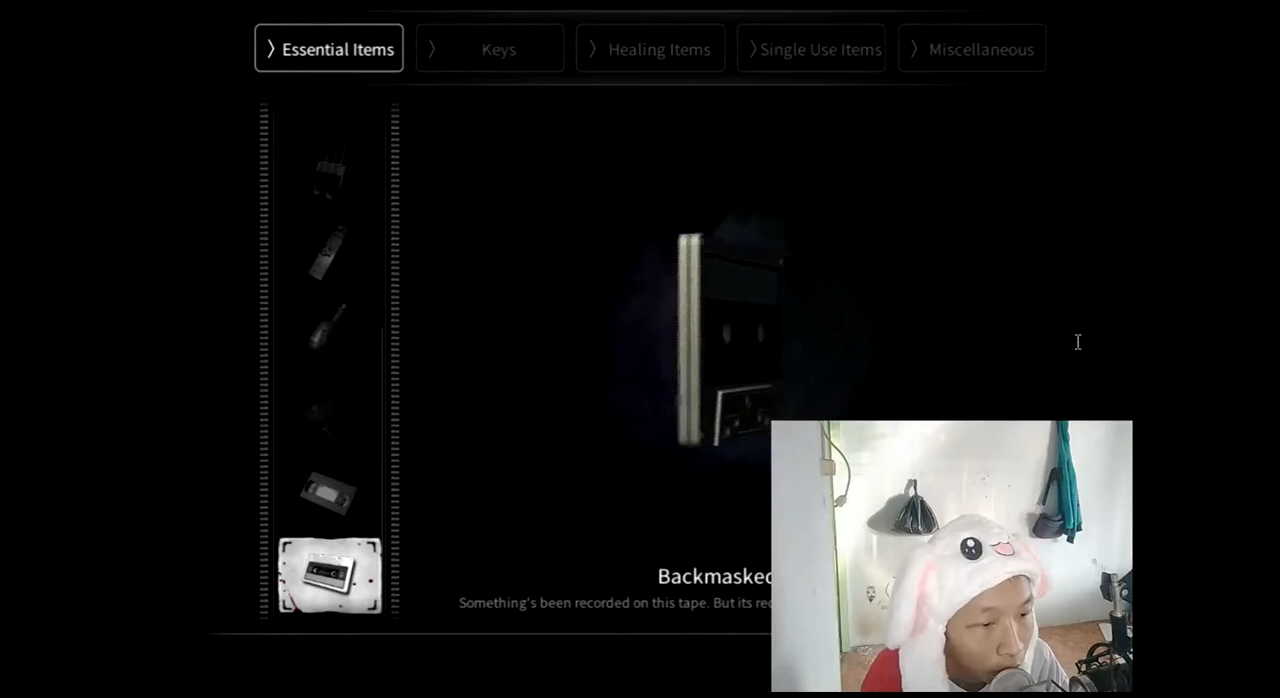 〉Essential Items
〉Keys
〉Healing Items
〉Single Use Items
〉Miscellaneous
Backmasked
Something's been recorded on this tape. But its